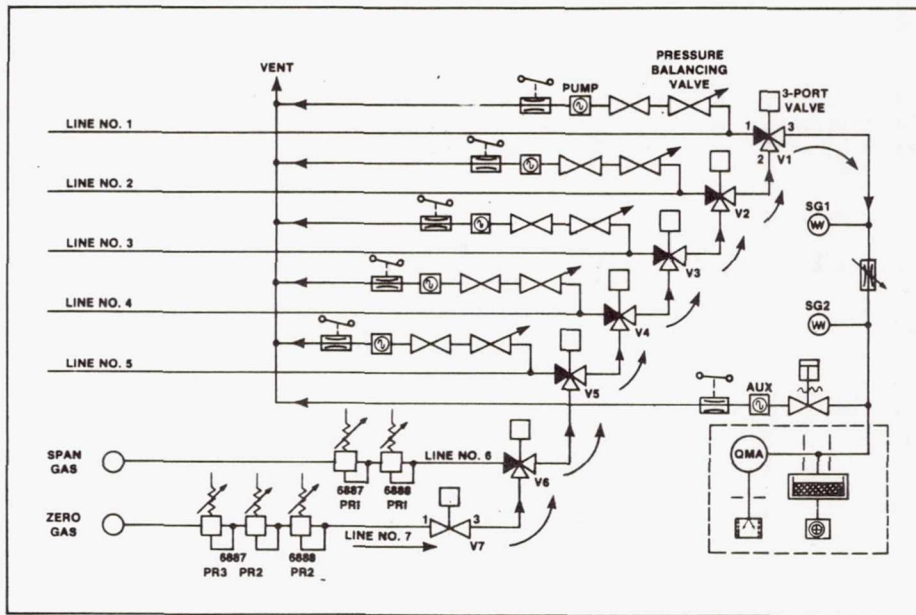 VENT
PRESSURE
BALANCING
VALVE
PUMP
3-PORT
VALVE
LINE NO. 1
1
3
2
V1
LINE NO. 2
V2
SG1
LINE NO. 3
V3
LINE NO. 4
SG2
V4
LINE NO. 5
V5
AUX
SPAN
GAS
LINE NO. 6
QMA
6887
PR1
6888
PR1
V6
ZERO
GAS
1
3
LINE NO. 7
V7
6887
PR3
PR2
6888
PR2